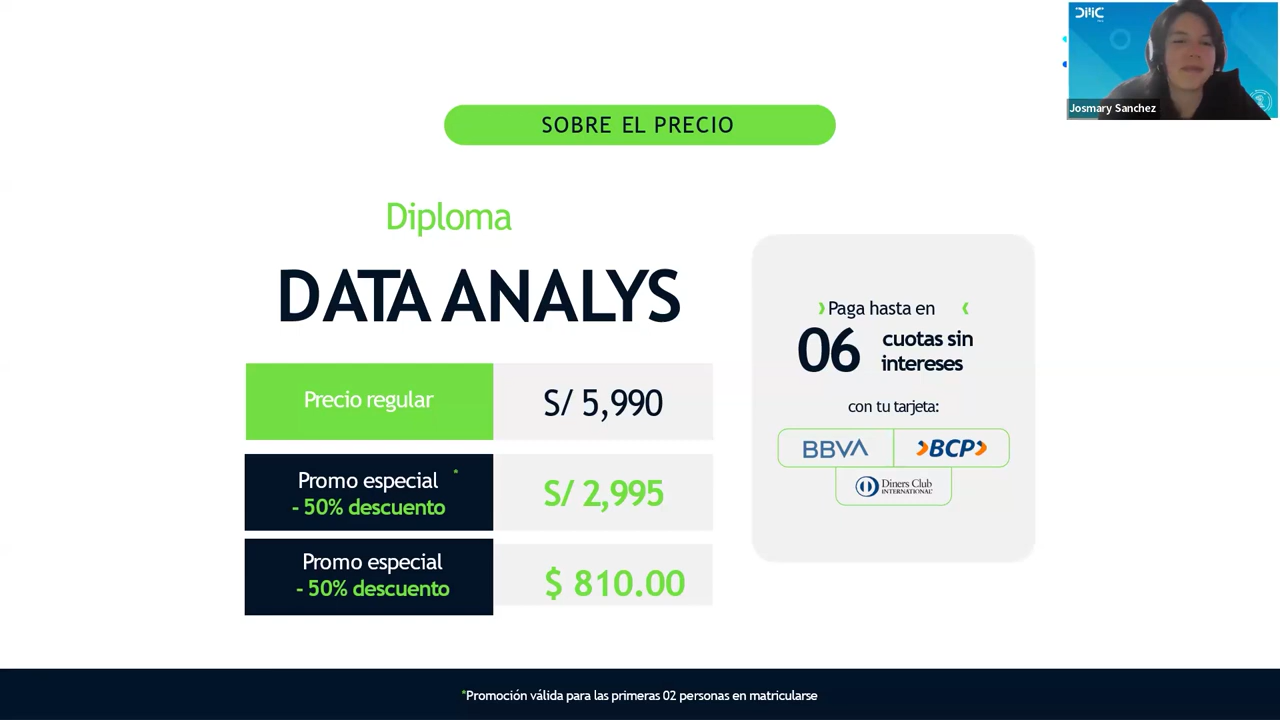 DMC
Josmary Sanchez
SOBRE EL PRECIO
Diploma
DATA ANALYS
Precio regular
S/ 5,990
Promo especial *
- 50% descuento
S/ 2,995
Promo especial
- 50% descuento
$ 810.00
Paga hasta en
06
cuotas sin
intereses
con tu tarjeta:
BBVA
BCP
Diners Club
INTERNATIONAL
*Promoción válida para las primeras 02 personas en matricularse